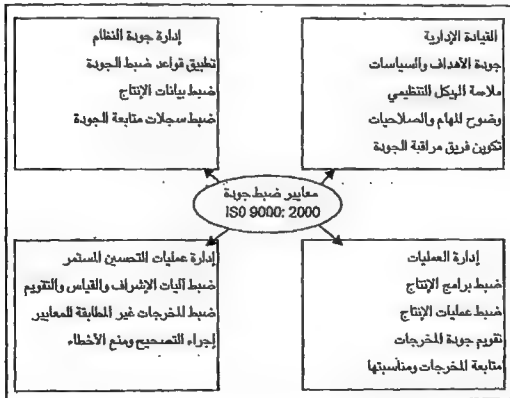 القيادة الإدارية
جودة الأهداف والسياسات
ملاءمة الهيكل التنظيمي
وضوح المهام والصلاحيات
تكوين فريق مراقبة الجودة
إدارة جودة النظام
تطبيق قواعد ضبط الجودة
ضبط بيانات الإنتاج
ضبط سجلات متابعة الجودة
معايير ضبط جودة
ISO 9000: 2000
إدارة العمليات
ضبط برامج الإنتاج
ضبط عمليات الإنتاج
تقويم جودة المخرجات
متابعة المخرجات ومناسبتها
إدارة عمليات التحسين المستمر
ضبط آليات الإشراف والقياس والتقويم
ضبط المخرجات غير المطابقة للمعايير
إجراء التصحيح ومنع الأخطاء